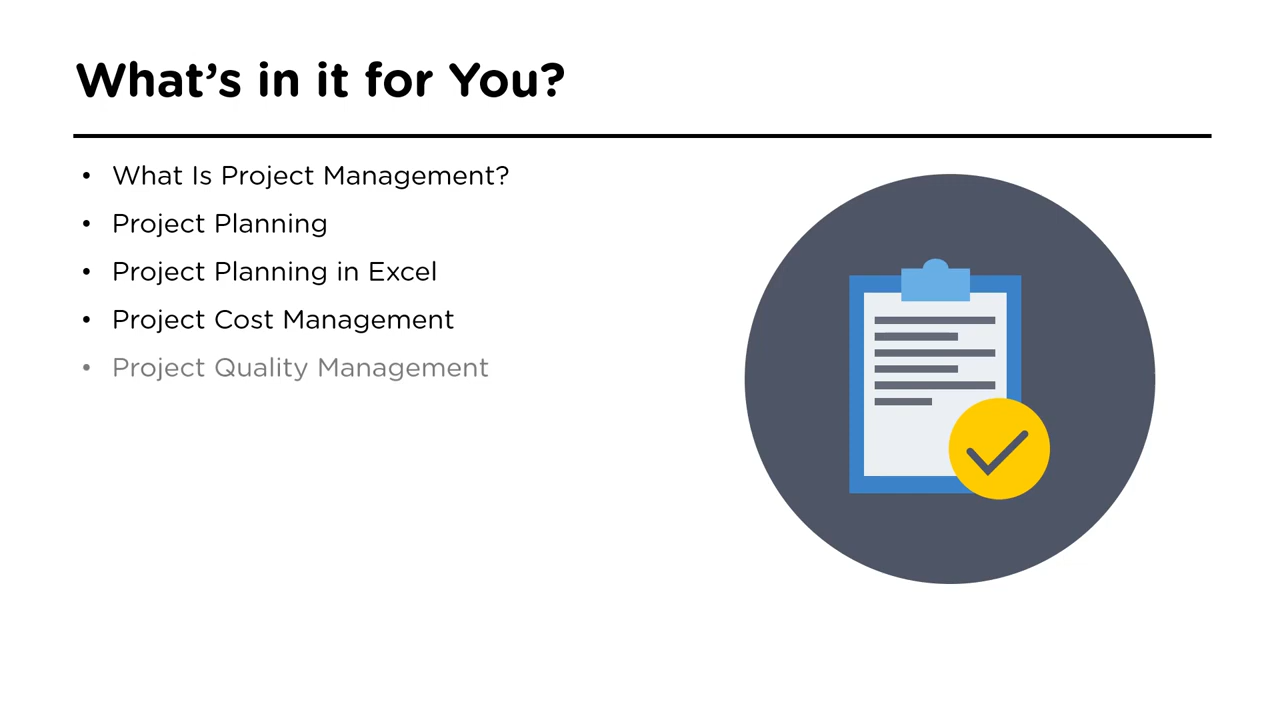 What’s in it for You?
• What Is Project Management?
• Project Planning
• Project Planning in Excel
• Project Cost Management
• Project Quality Management